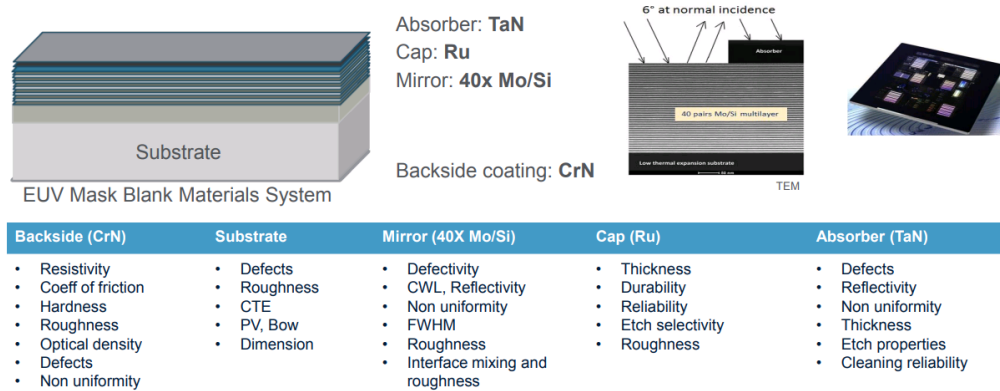 Absorber: TaN
Cap: Ru
Mirror: 40x Mo/Si
Backside coating: CrN
Substrate
EUV Mask Blank Materials System
6° at normal incidence
Absorber
40 pairs Mo/Si multilayer
Low thermal expansion substrate
TEM
Backside (CrN)
• Resistivity
• Coeff of friction
• Hardness
• Roughness
• Optical density
• Defects
• Non uniformity
Substrate
• Defects
• Roughness
• CTE
• PV, Bow
• Dimension
Mirror (40X Mo/Si)
• Defectivity
• CWL, Reflectivity
• Non uniformity
• FWHM
• Roughness
• Interface mixing and
roughness
Cap (Ru)
• Thickness
• Durability
• Reliability
• Etch selectivity
• Roughness
Absorber (TaN)
• Defects
• Reflectivity
• Non uniformity
• Thickness
• Etch properties
• Cleaning reliability